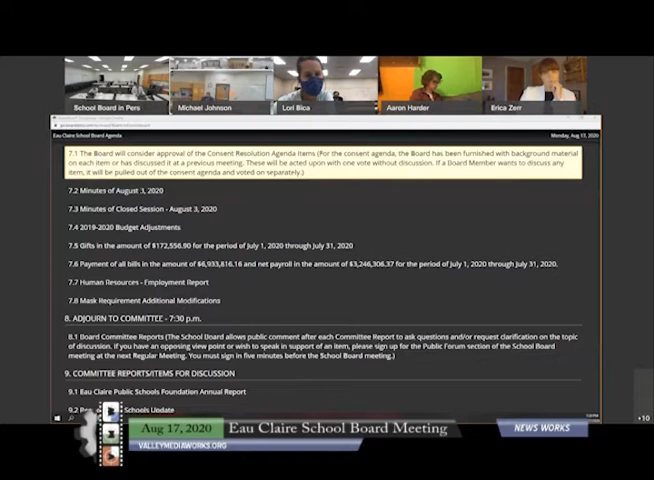 School Board in Pers
Michael Johnson
Lori Bica
Aaron Harder
Erica Zerr
Eau Claire School Board Agenda
Monday, Aug 17, 2020
7.1 The Board will consider approval of the Consent Resolution Agenda Items (For the consent agenda, the Board has been furnished with background material
on each item or has discussed it at a previous meeting. These will be acted upon with one vote without discussion. If a Board Member wants to discuss any
item, it will be pulled out of the consent agenda and voted on separately.)
7.2 Minutes of August 3, 2020
7.3 Minutes of Closed Session - August 3, 2020
7.4 2019-2020 Budget Adjustments
7.5 Gifts in the amount of $172,556.90 for the period of July 1, 2020 through July 31, 2020
7.6 Payment of all bills in the amount of $6,933,816.16 and net payroll in the amount of $3,246,306.37 for the period of July 1, 2020 through July 31, 2020.
7.7 Human Resources - Employment Report
7.8 Mask Requirement Additional Modifications
8. ADJOURN TO COMMITTEE - 7:30 p.m.
8.1 Board Committee Reports (The School Board allows public comment after each Committee Report to ask questions and/or request clarification on the topic
of discussion. If you have an opposing view point or wish to speak in support of an item, please sign up for the Public Forum section of the School Board
meeting at the next Regular Meeting. You must sign in five minutes before the School Board meeting.)
9. COMMITTEE REPORTS/ITEMS FOR DISCUSSION
9.1 Eau Claire Public Schools Foundation Annual Report
9.2 Schools Update
+10
Aug 17, 2020 Eau Claire School Board Meeting
NEWS WORKS
VALLEYMEDIAWORKS.ORG